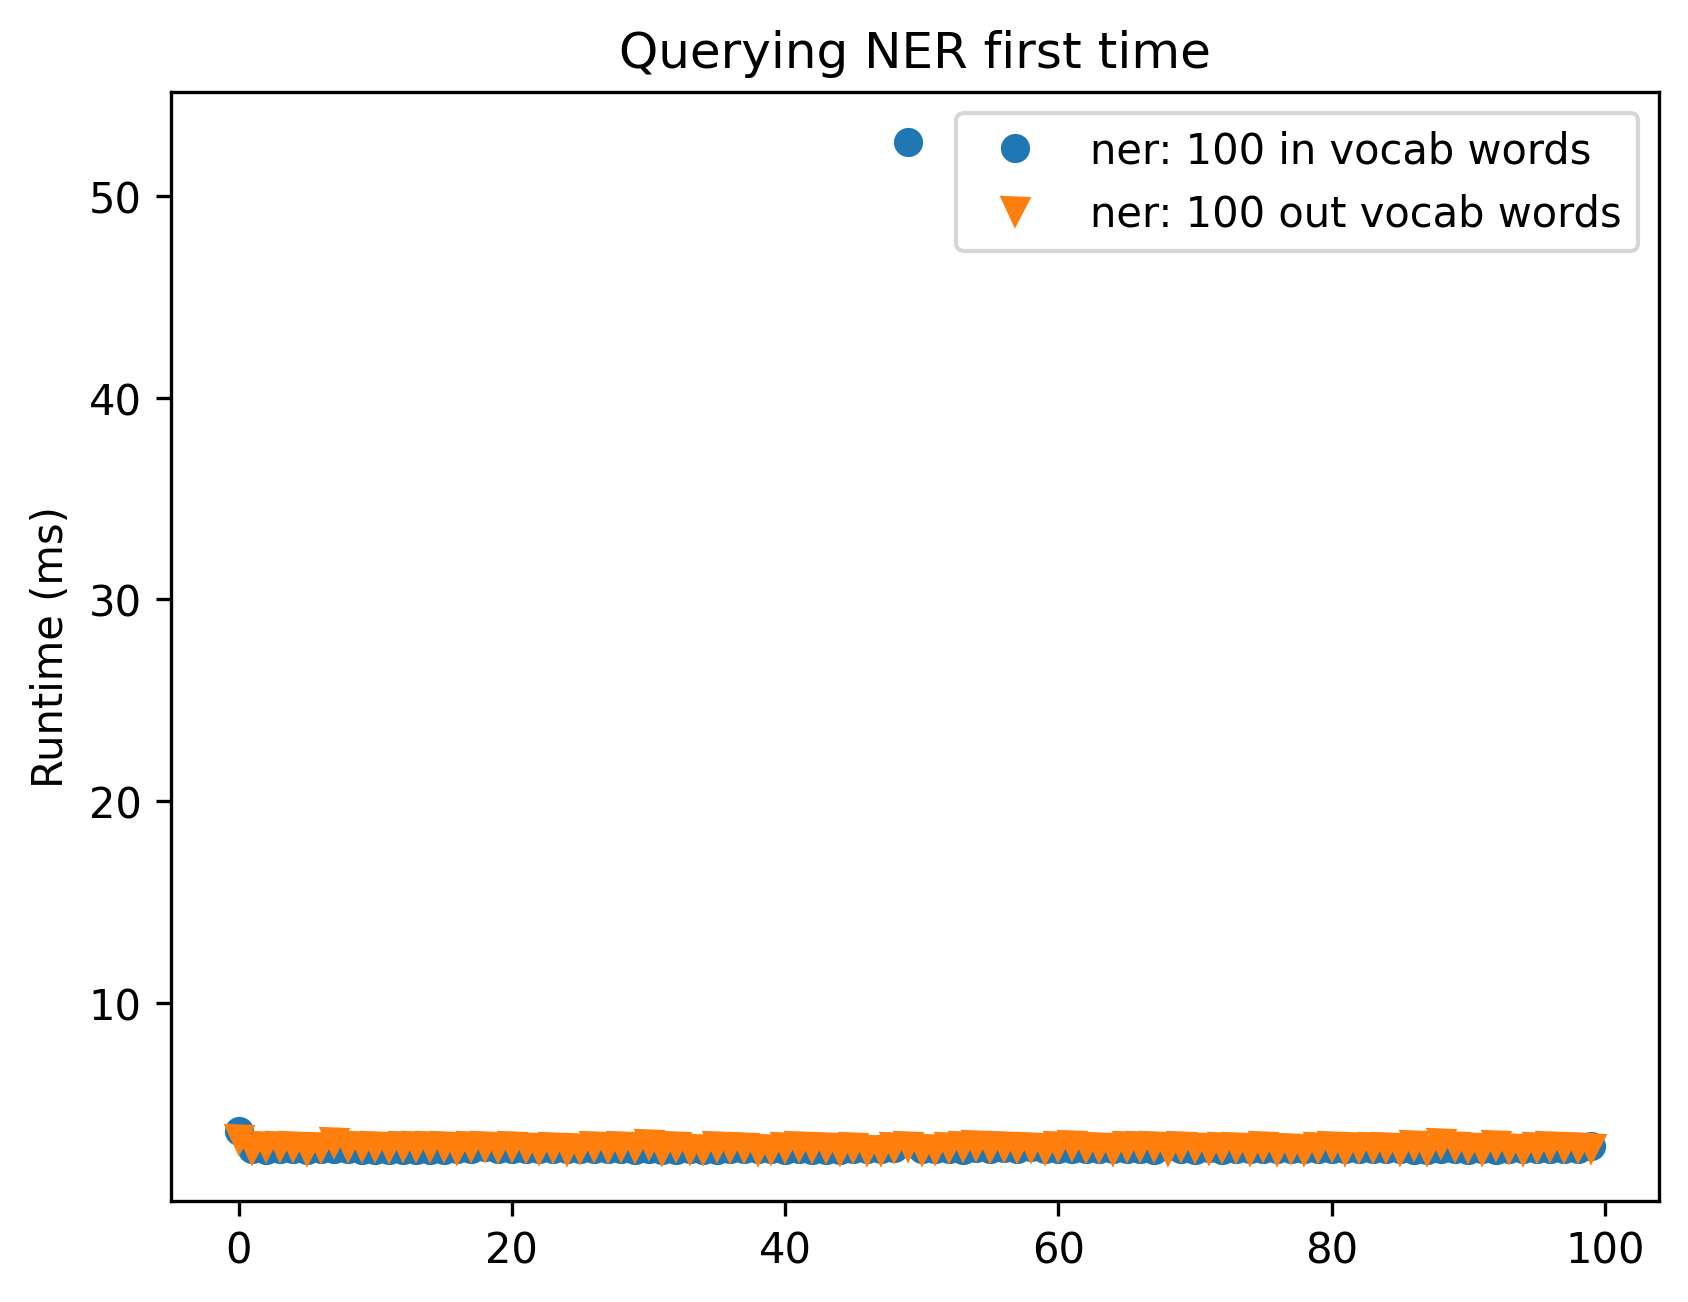 Querying NER first time
ner: 100 in vocab words
ner: 100 out vocab words
50
40
30
20
10
Runtime (ms)
0 20 40 60 80 100